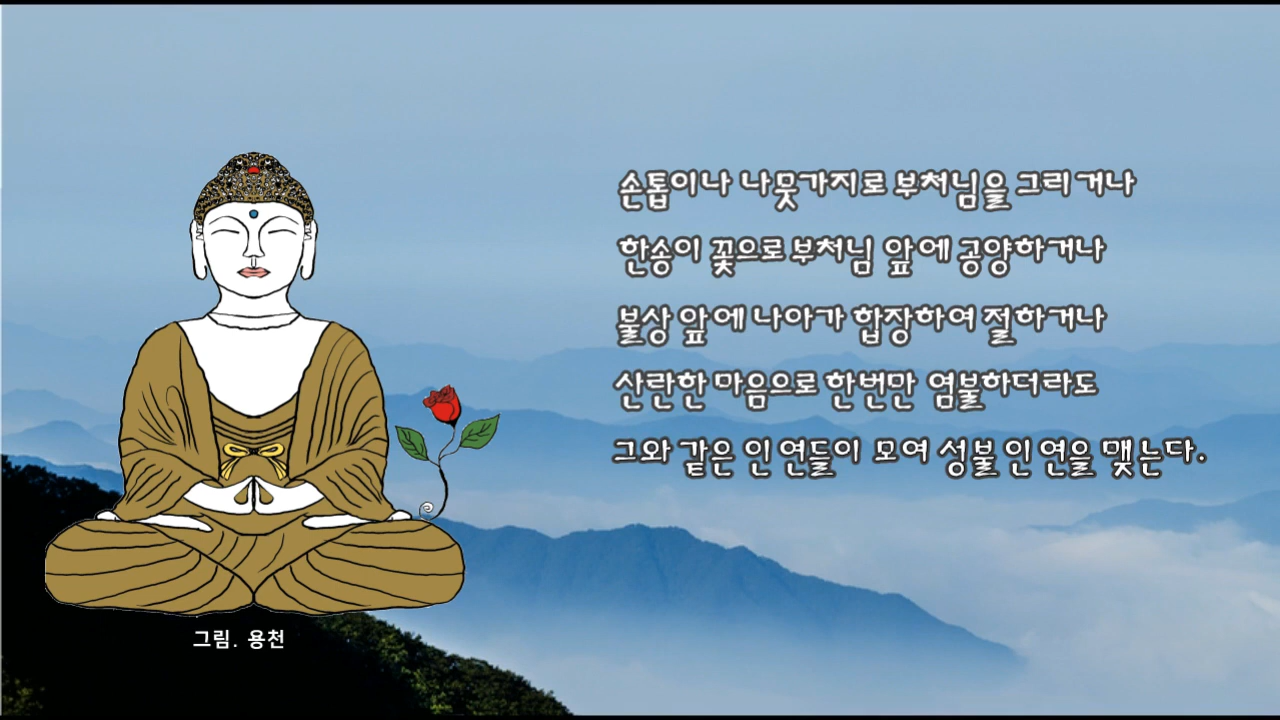 손톱이나 나뭇가지로 부처님을 그리거나
한송이 꽃으로 부처님 앞에 공양하거나
불상 앞에 나아가 합장하여 절하거나
산란한 마음으로 한번만 염불하더라도
그와 같은 인연들이 모여 성불 인연을 맺는다.
그림. 용천